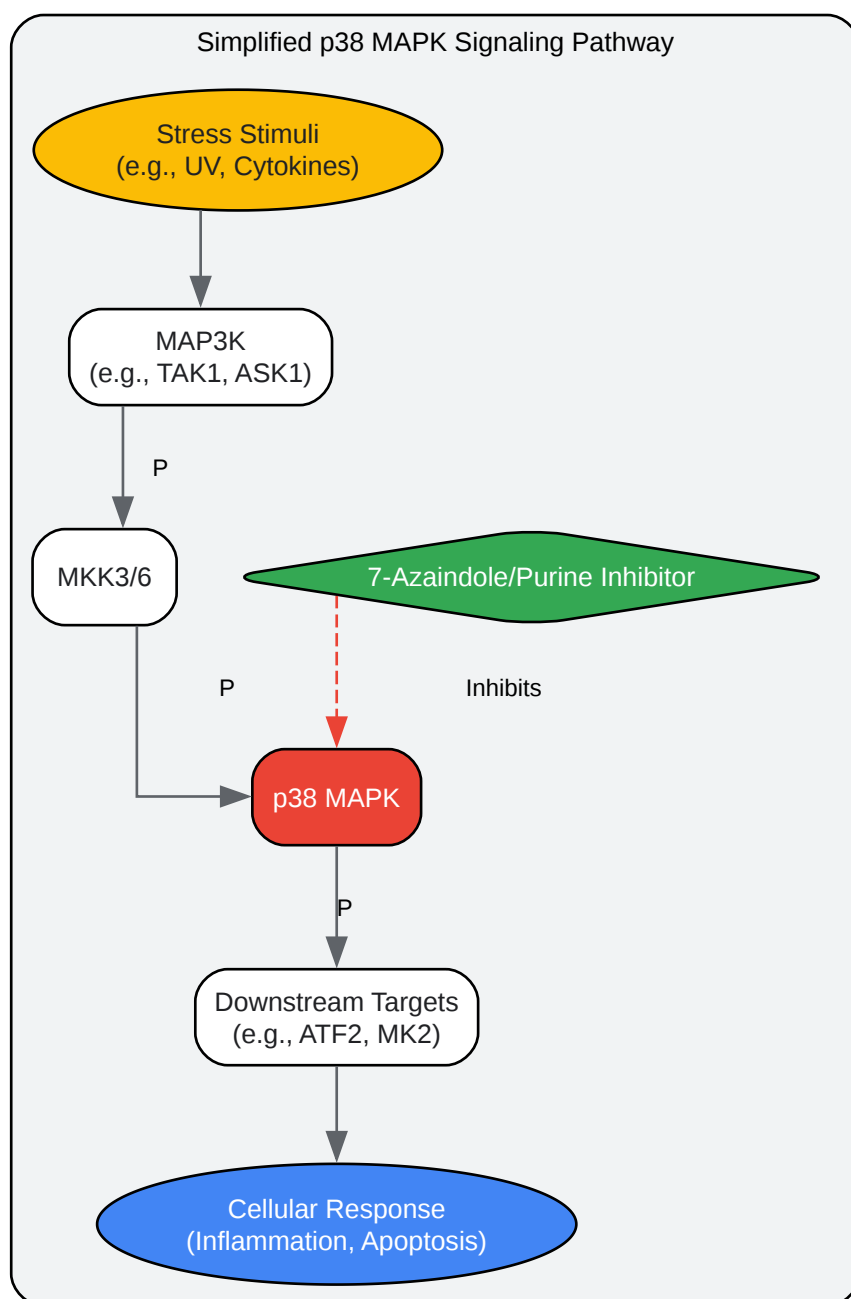 Simplified p38 MAPK Signaling Pathway
Stress Stimuli
(e.g., UV, Cytokines)
MAP3K
(e.g., TAK1, ASK1)
P
MKK3/6
7-Azaindole/Purine Inhibitor
P
Inhibits
p38 MAPK
P
Downstream Targets
(e.g., ATF2, MK2)
Cellular Response
(Inflammation, Apoptosis)